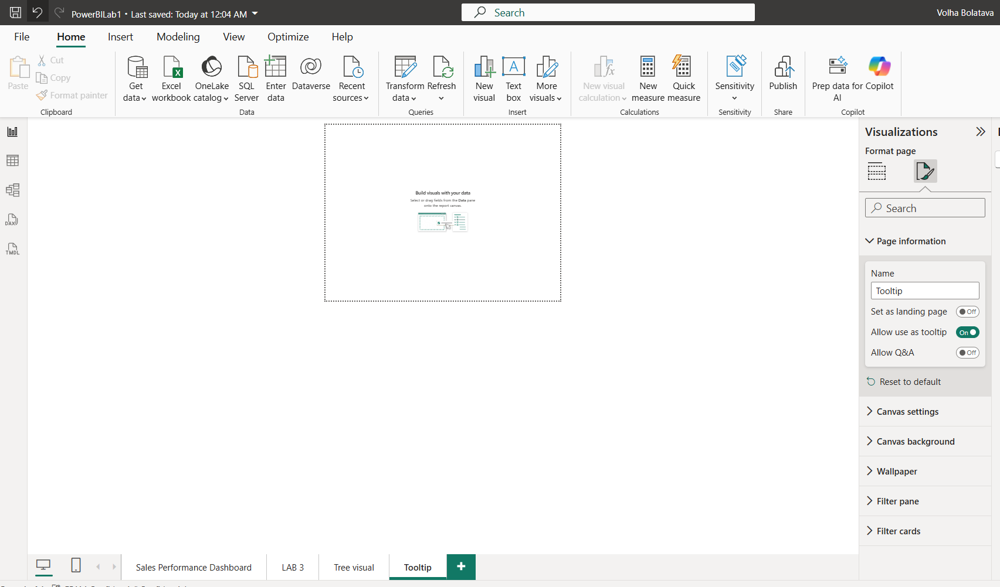 PowerBILab1 • Last saved: Today at 12:04 AM
Search
Volha Bolatava
File Home Insert Modeling View Optimize Help
Paste
Cut
Copy
Format painter
Clipboard
Get data
Excel workbook
OneLake catalog
SQL Server
Enter data
Dataverse
Recent sources
Data
Transform data
Refresh
Queries
New visual
Text box
More visuals
Insert
New visual calculation
New measure
Quick measure
Calculations
Sensitivity
Sensitivity
Publish
Share
Prep data for AI
Copilot
Copilot
DAX
TMDL
Build visuals with your data
Select or drag fields from the Data pane
onto the report canvas.
Visualizations
Format page
Search
Page information
Name
Tooltip
Set as landing page Off
Allow use as tooltip On
Allow Q&A Off
Reset to default
Canvas settings
Canvas background
Wallpaper
Filter pane
Filter cards
Sales Performance Dashboard LAB 3 Tree visual Tooltip